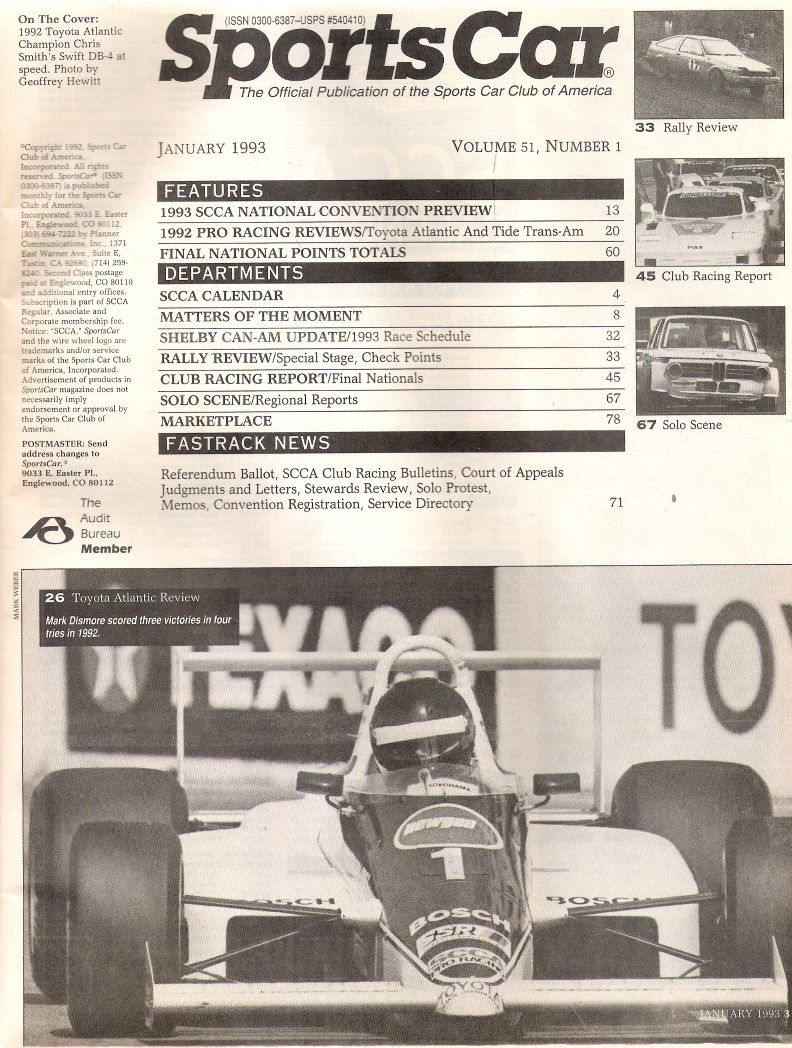 On The Cover:
1992 Toyota Atlantic
Champion Chris
Smith's Swift DB-4 at
speed. Photo by
Geoffrey Hewitt
(ISSN 0300-6387–USPS #540410)
SportsCar®
The Official Publication of the Sports Car Club of America
33 Rally Review
©Copyright 1992, Sports Car
Club of America,
Incorporated. All rights
reserved. SportsCar® (ISSN
0300-6387) is published
monthly for the Sports Car
Club of America,
Incorporated, 9033 E. Easter
Pl., Englewood, CO 80112,
(303) 694-7222 by Pfanner
Communications, Inc., 1371
East Warner Ave., Suite E,
Tustin, CA 92680, (714) 259-
8240. Second Class postage
paid at Englewood, CO 80110
and additional entry offices.
Subscription is part of SCCA
Regular, Associate and
Corporate membership fee.
Notice: "SCCA," SportsCar
and the wire wheel logo are
trademarks and/or service
marks of the Sports Car Club
of America, Incorporated.
Advertisement of products in
SportsCar magazine does not
necessarily imply
endorsement or approval by
the Sports Car Club of
America.
POSTMASTER: Send
address changes to
SportsCar,®
9033 E. Easter Pl.,
Englewood, CO 80112
The
Audit
Bureau
Member
JANUARY 1993
VOLUME 51, NUMBER 1
FEATURES
1993 SCCA NATIONAL CONVENTION PREVIEW 13
1992 PRO RACING REVIEWS/Toyota Atlantic And Tide Trans-Am 20
FINAL NATIONAL POINTS TOTALS 60
DEPARTMENTS
SCCA CALENDAR 4
MATTERS OF THE MOMENT 8
SHELBY CAN-AM UPDATE/1993 Race Schedule 32
RALLY REVIEW/Special Stage, Check Points 33
CLUB RACING REPORT/Final Nationals 45
SOLO SCENE/Regional Reports 67
MARKETPLACE 78
FASTRACK NEWS
Referendum Ballot, SCCA Club Racing Bulletins, Court of Appeals
Judgments and Letters, Stewards Review, Solo Protest,
Memos, Convention Registration, Service Directory 71
17
PIAA
45 Club Racing Report
67 Solo Scene
MARK WEBER
26 Toyota Atlantic Review
Mark Dismore scored three victories in four
tries in 1992.
TEXACO
TOY
YOKOHAMA
1
BOSCH
BOSCH
BOSCH
SCCA
PRO RACING
TOYOTA
JANUARY 1993 3